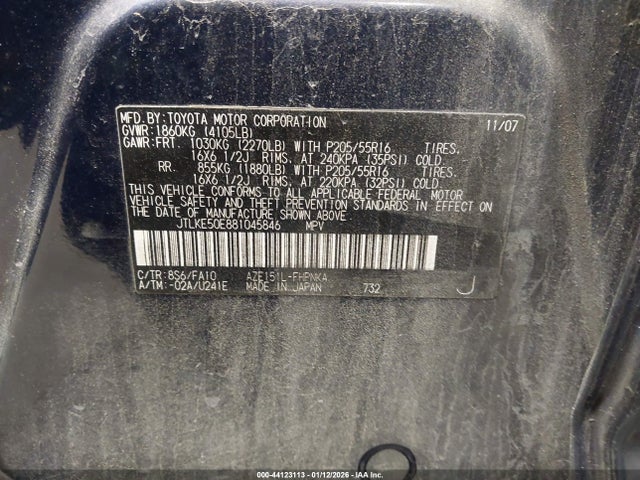 MFD.BY:TOYOTA MOTOR CORPORATION 11/07
GVWR:1860KG (4105LB)
GAWR:FRT. 1030KG (2270LB) WITH P205/55R16 TIRES.
16X6 1/2J RIMS. AT 240KPA (35PSI) COLD.
RR. 855KG (1880LB) WITH P205/55R16 TIRES.
16X6 1/2J RIMS. AT 220KPA (32PSI) COLD.
THIS VEHICLE CONFORMS TO ALL APPLICABLE FEDERAL MOTOR
VEHICLE SAFETY AND THEFT PREVENTION STANDARDS IN EFFECT ON
THE DATE OF MANUFACTURE SHOWN ABOVE.
JTLKE50E881045846 MPV
C/TR:8S6/FA10 AZE151L-FHPNKA
A/TM:-02A/U241E MADE IN JAPAN 732 J
000-44123113 - 01/12/2026 - IAA Inc.